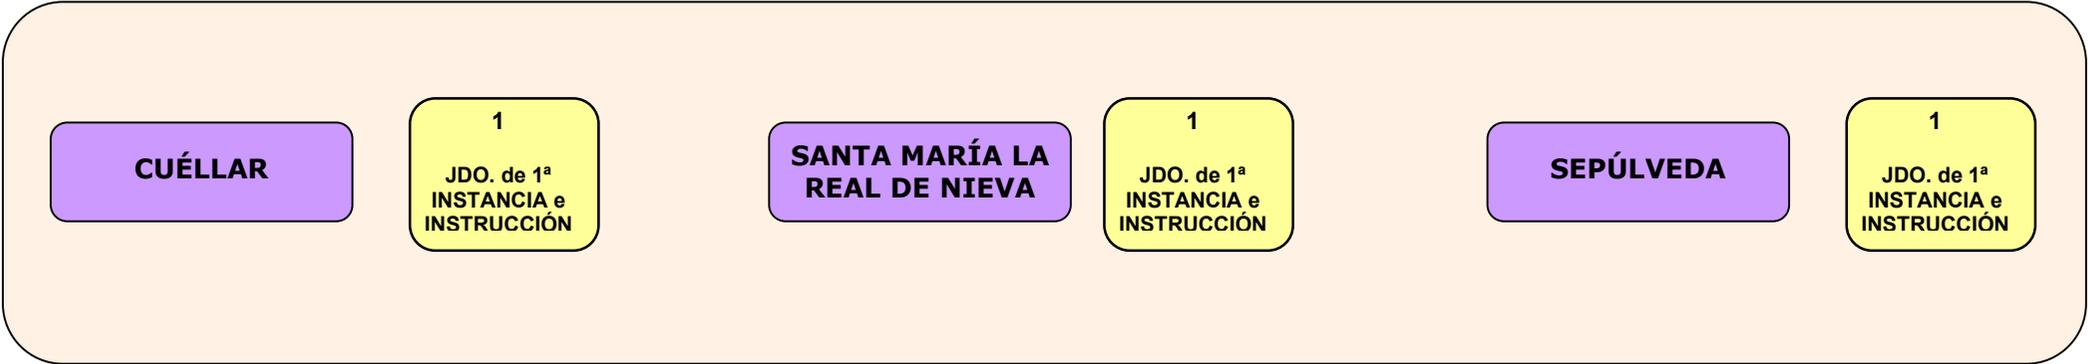 CUÉLLAR
1
JDO. de 1ª
INSTANCIA e
INSTRUCCIÓN
SANTA MARÍA LA
REAL DE NIEVA
1
JDO. de 1ª
INSTANCIA e
INSTRUCCIÓN
SEPÚLVEDA
1
JDO. de 1ª
INSTANCIA e
INSTRUCCIÓN